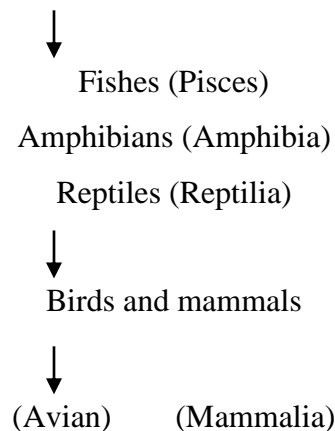 Fishes (Pisces)
Amphibians (Amphibia)
Reptiles (Reptilia)
Birds and mammals
(Avian) (Mammalia)